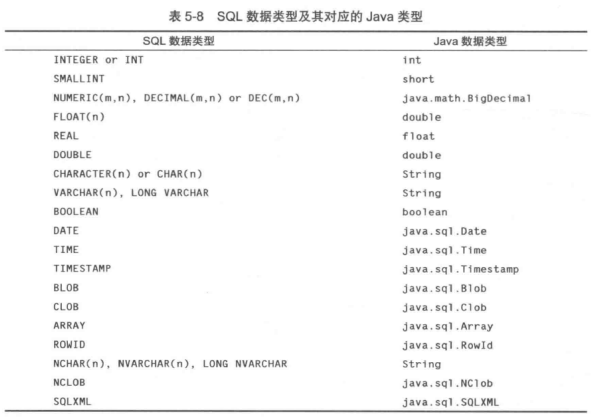 表 5-8 SQL 数据类型及其对应的 Java 类型
SQL 数据类型 Java 数据类型
INTEGER or INT int
SMALLINT short
NUMERIC(m,n), DECIMAL(m,n) or DEC(m,n) java.math.BigDecimal
FLOAT(n) double
REAL float
DOUBLE double
CHARACTER(n) or CHAR(n) String
VARCHAR(n), LONG VARCHAR String
BOOLEAN boolean
DATE java.sql.Date
TIME java.sql.Time
TIMESTAMP java.sql.Timestamp
BLOB java.sql.Blob
CLOB java.sql.Clob
ARRAY java.sql.Array
ROWID java.sql.RowId
NCHAR(n), NVARCHAR(n), LONG NVARCHAR String
NCLOB java.sql.NClob
SQLXML java.sql.SQLXML